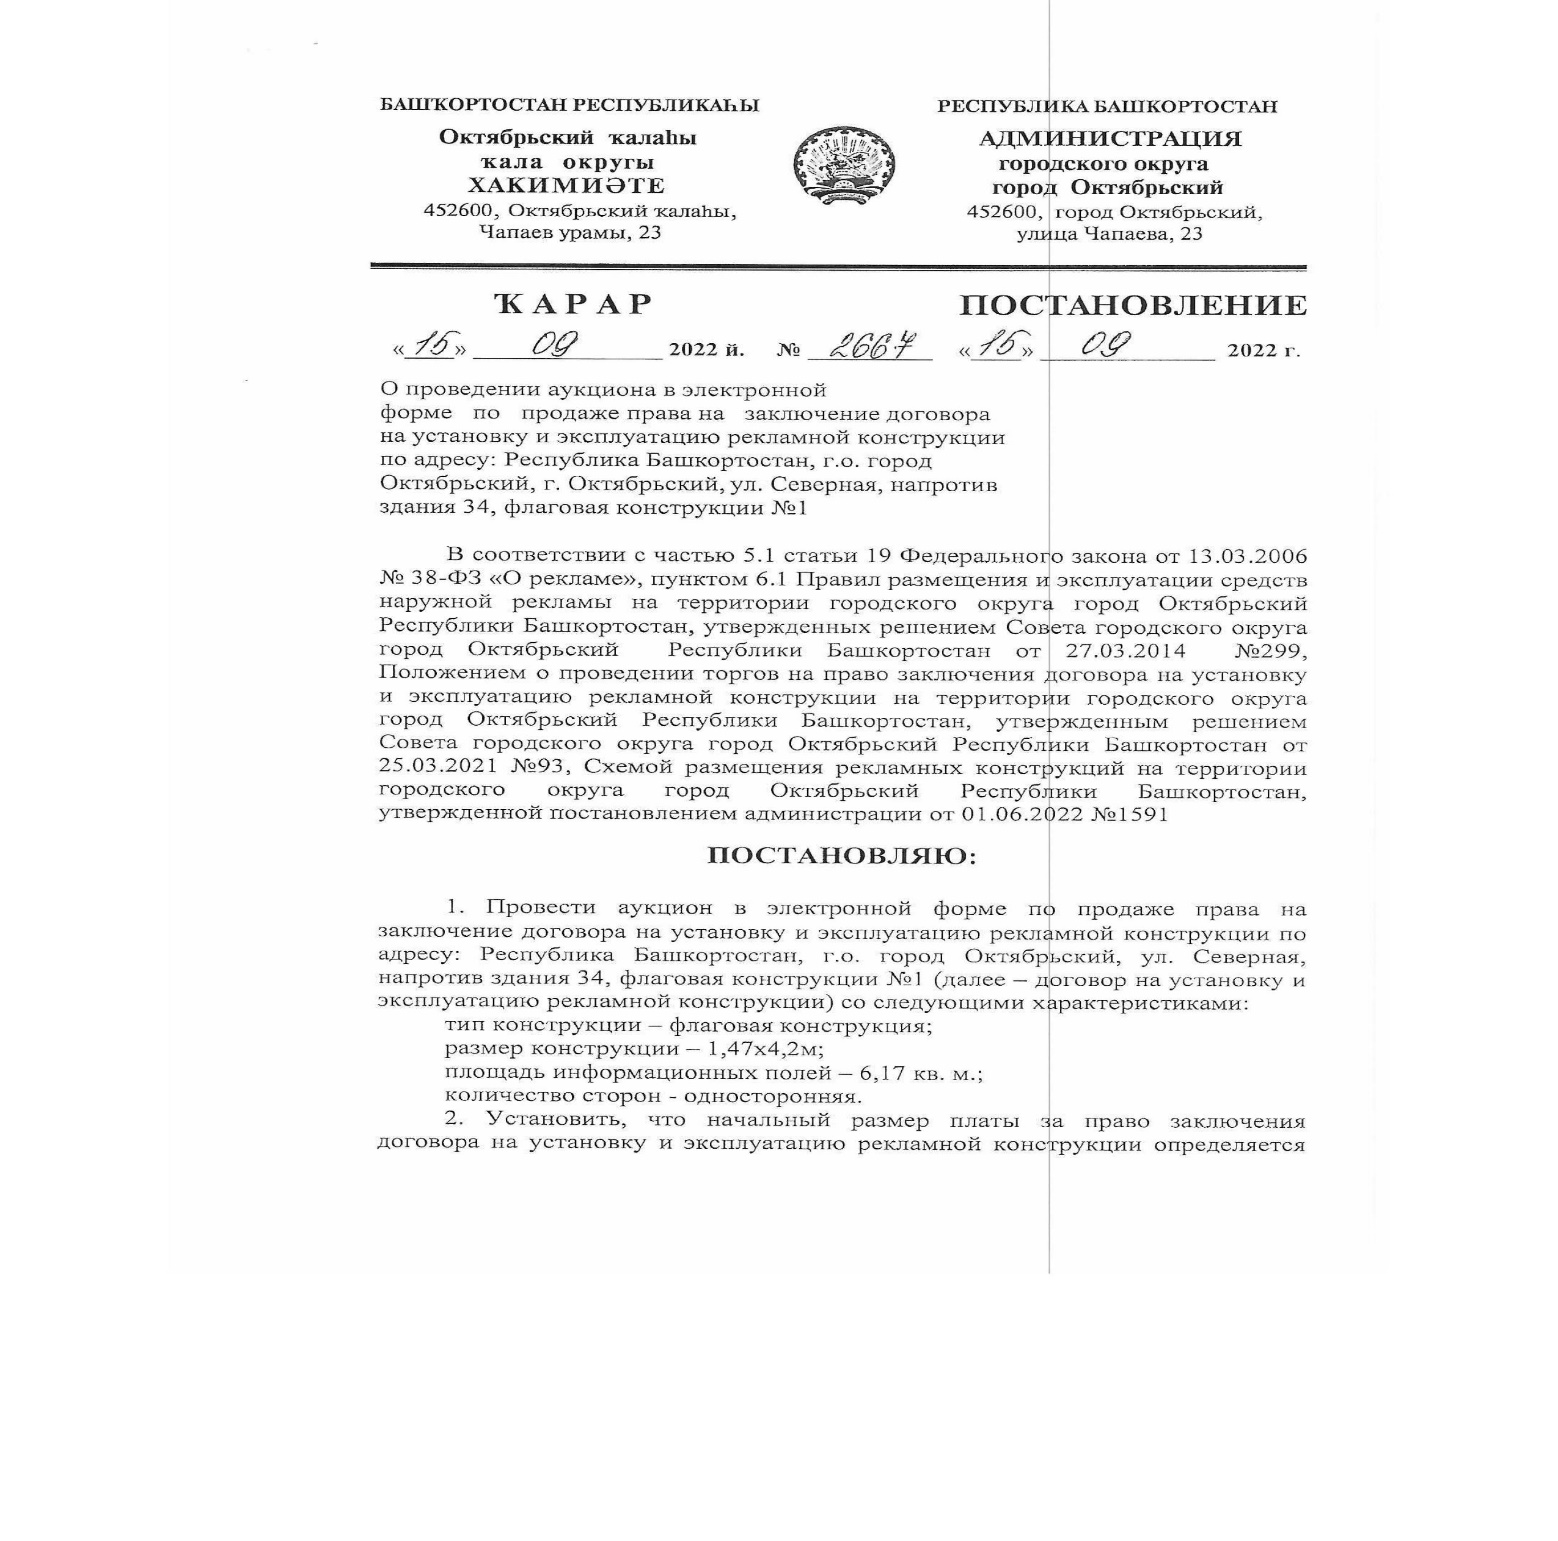 БАШҠОРТОСТАН РЕСПУБЛИКАҺЫ
Октябрьский ҡалаһы
ҡала округы
ХАКИМИӘТЕ
452600, Октябрьский ҡалаһы,
Чапаев урамы, 23
РЕСПУБЛИКА БАШКОРТОСТАН
АДМИНИСТРАЦИЯ
городского округа
город Октябрьский
452600, город Октябрьский,
улица Чапаева, 23
ҠАРАР
ПОСТАНОВЛЕНИЕ
«15» 09 2022 й. № 2667 «15» 09 2022 г.
О проведении аукциона в электронной
форме по продаже права на заключение договора
на установку и эксплуатацию рекламной конструкции
по адресу: Республика Башкортостан, г.о. город
Октябрьский, г. Октябрьский, ул. Северная, напротив
здания 34, флаговая конструкции №1
В соответствии с частью 5.1 статьи 19 Федерального закона от 13.03.2006
№ 38-ФЗ «О рекламе», пунктом 6.1 Правил размещения и эксплуатации средств
наружной рекламы на территории городского округа город Октябрьский
Республики Башкортостан, утвержденных решением Совета городского округа
город Октябрьский Республики Башкортостан от 27.03.2014 №299,
Положением о проведении торгов на право заключения договора на установку
и эксплуатацию рекламной конструкции на территории городского округа
город Октябрьский Республики Башкортостан, утвержденным решением
Совета городского округа город Октябрьский Республики Башкортостан от
25.03.2021 №93, Схемой размещения рекламных конструкций на территории
городского округа город Октябрьский Республики Башкортостан,
утвержденной постановлением администрации от 01.06.2022 №1591
ПОСТАНОВЛЯЮ:
1. Провести аукцион в электронной форме по продаже права на
заключение договора на установку и эксплуатацию рекламной конструкции по
адресу: Республика Башкортостан, г.о. город Октябрьский, ул. Северная,
напротив здания 34, флаговая конструкции №1 (далее – договор на установку и
эксплуатацию рекламной конструкции) со следующими характеристиками:
тип конструкции – флаговая конструкция;
размер конструкции – 1,47х4,2м;
площадь информационных полей – 6,17 кв. м.;
количество сторон - односторонняя.
2. Установить, что начальный размер платы за право заключения
договора на установку и эксплуатацию рекламной конструкции определяется